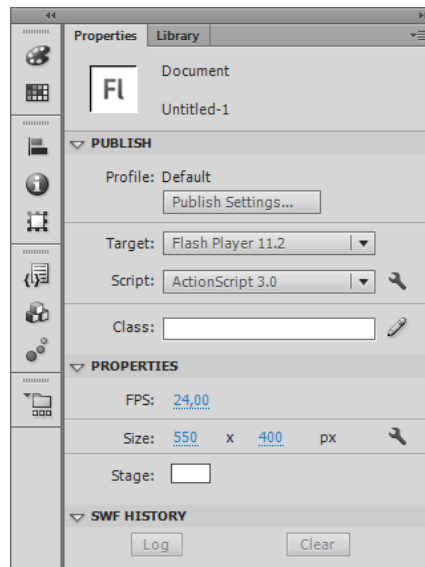 Properties Library
Fl
Document
Untitled-1
PUBLISH
Profile: Default
Publish Settings...
Target: Flash Player 11.2
Script: ActionScript 3.0
Class:
PROPERTIES
FPS: 24,00
Size: 550 x 400 px
Stage:
SWF HISTORY
Log Clear